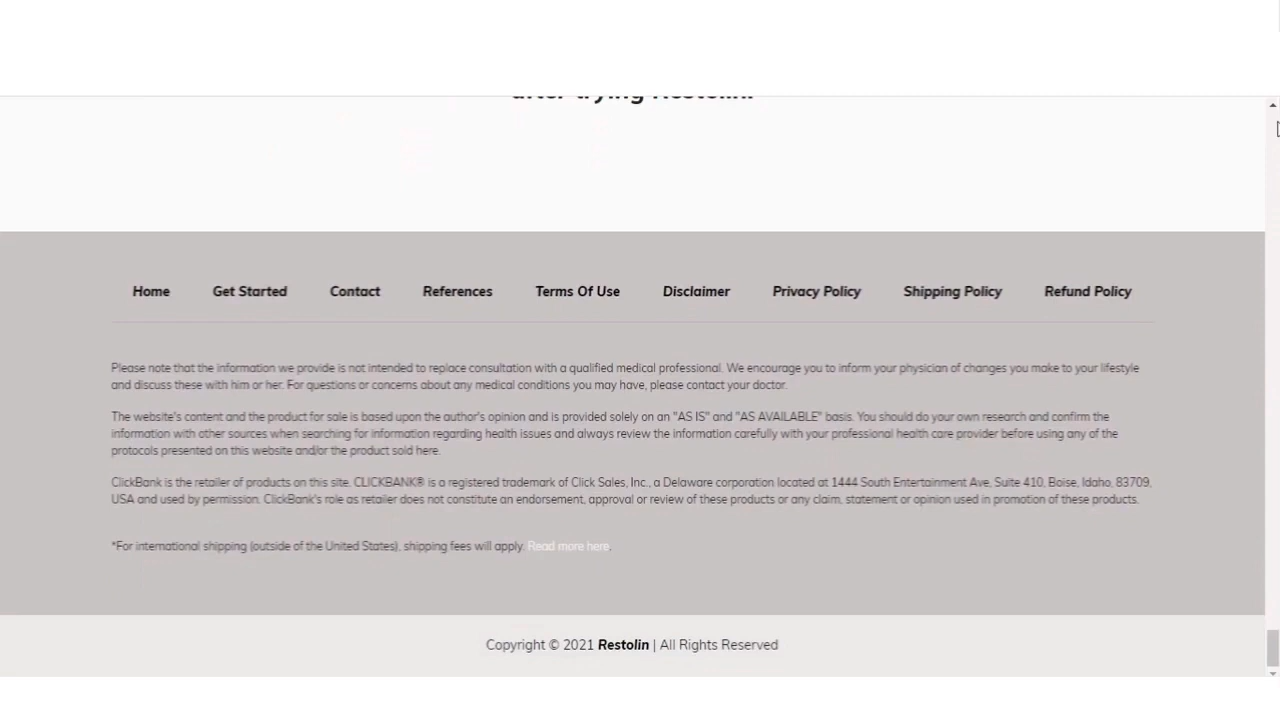 after trying Restolin!
Home Get Started Contact References Terms Of Use Disclaimer Privacy Policy Shipping Policy Refund Policy
Please note that the information we provide is not intended to replace consultation with a qualified medical professional. We encourage you to inform your physician of changes you make to your lifestyle
and discuss these with him or her. For questions or concerns about any medical conditions you may have, please contact your doctor.
The website's content and the product for sale is based upon the author's opinion and is provided solely on an "AS IS" and "AS AVAILABLE" basis. You should do your own research and confirm the
information with other sources when searching for information regarding health issues and always review the information carefully with your professional health care provider before using any of the
protocols presented on this website and/or the product sold here.
ClickBank is the retailer of products on this site. CLICKBANK® is a registered trademark of Click Sales, Inc., a Delaware corporation located at 1444 South Entertainment Ave, Suite 410, Boise, Idaho, 83709,
USA and used by permission. ClickBank's role as retailer does not constitute an endorsement, approval or review of these products or any claim, statement or opinion used in promotion of these products.
*For international shipping (outside of the United States), shipping fees will apply. Read more here.
Copyright © 2021 Restolin | All Rights Reserved